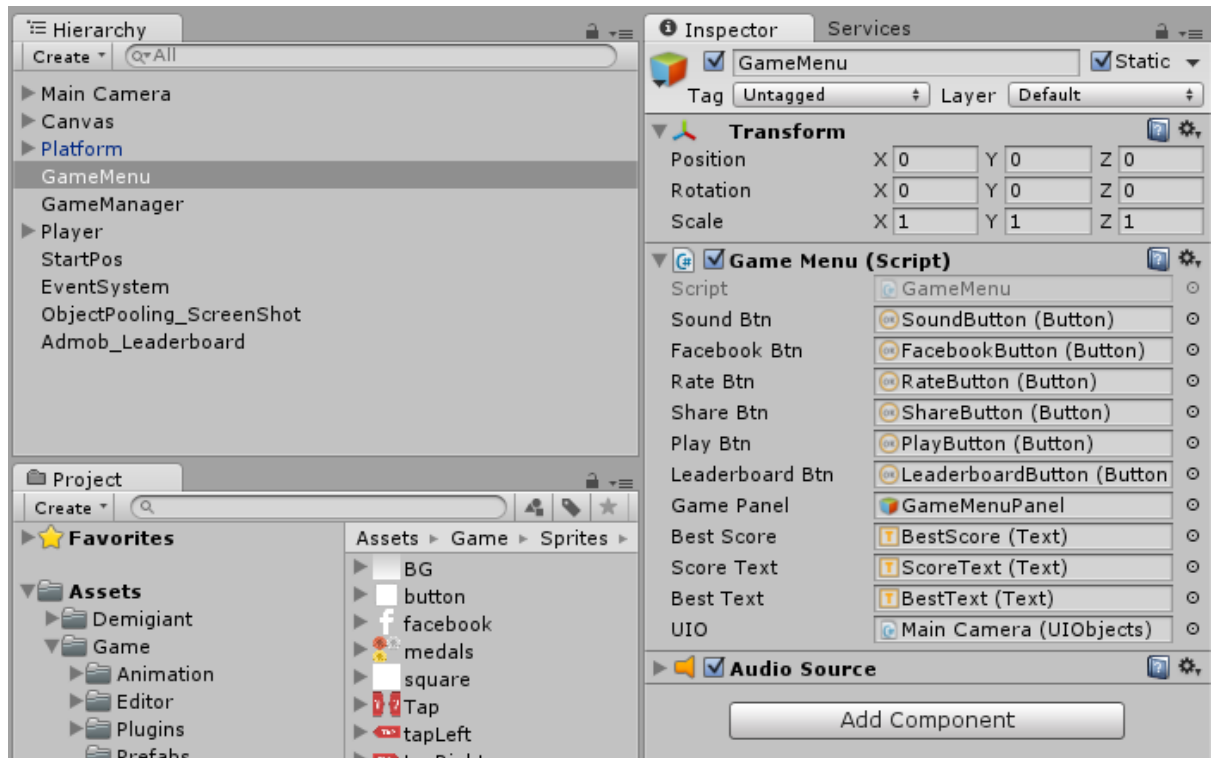 Hierarchy
Create All
Main Camera
Canvas
Platform
GameMenu
GameManager
Player
StartPos
EventSystem
ObjectPooling_ScreenShot
Admob_Leaderboard
Project
Create
Favorites
Assets
Demigiant
Game
Animation
Editor
Plugins
Prefabs
Assets Game Sprites
BG
button
facebook
medals
square
Tap
tapLeft
Inspector Services
GameMenu Static
Tag Untagged Layer Default
Transform
Position X 0 Y 0 Z 0
Rotation X 0 Y 0 Z 0
Scale X 1 Y 1 Z 1
Game Menu (Script)
Script GameMenu
Sound Btn SoundButton (Button)
Facebook Btn FacebookButton (Button)
Rate Btn RateButton (Button)
Share Btn ShareButton (Button)
Play Btn PlayButton (Button)
Leaderboard Btn LeaderboardButton (Button
Game Panel GameMenuPanel
Best Score BestScore (Text)
Score Text ScoreText (Text)
Best Text BestText (Text)
UIO Main Camera (UIObjects)
Audio Source
Add Component